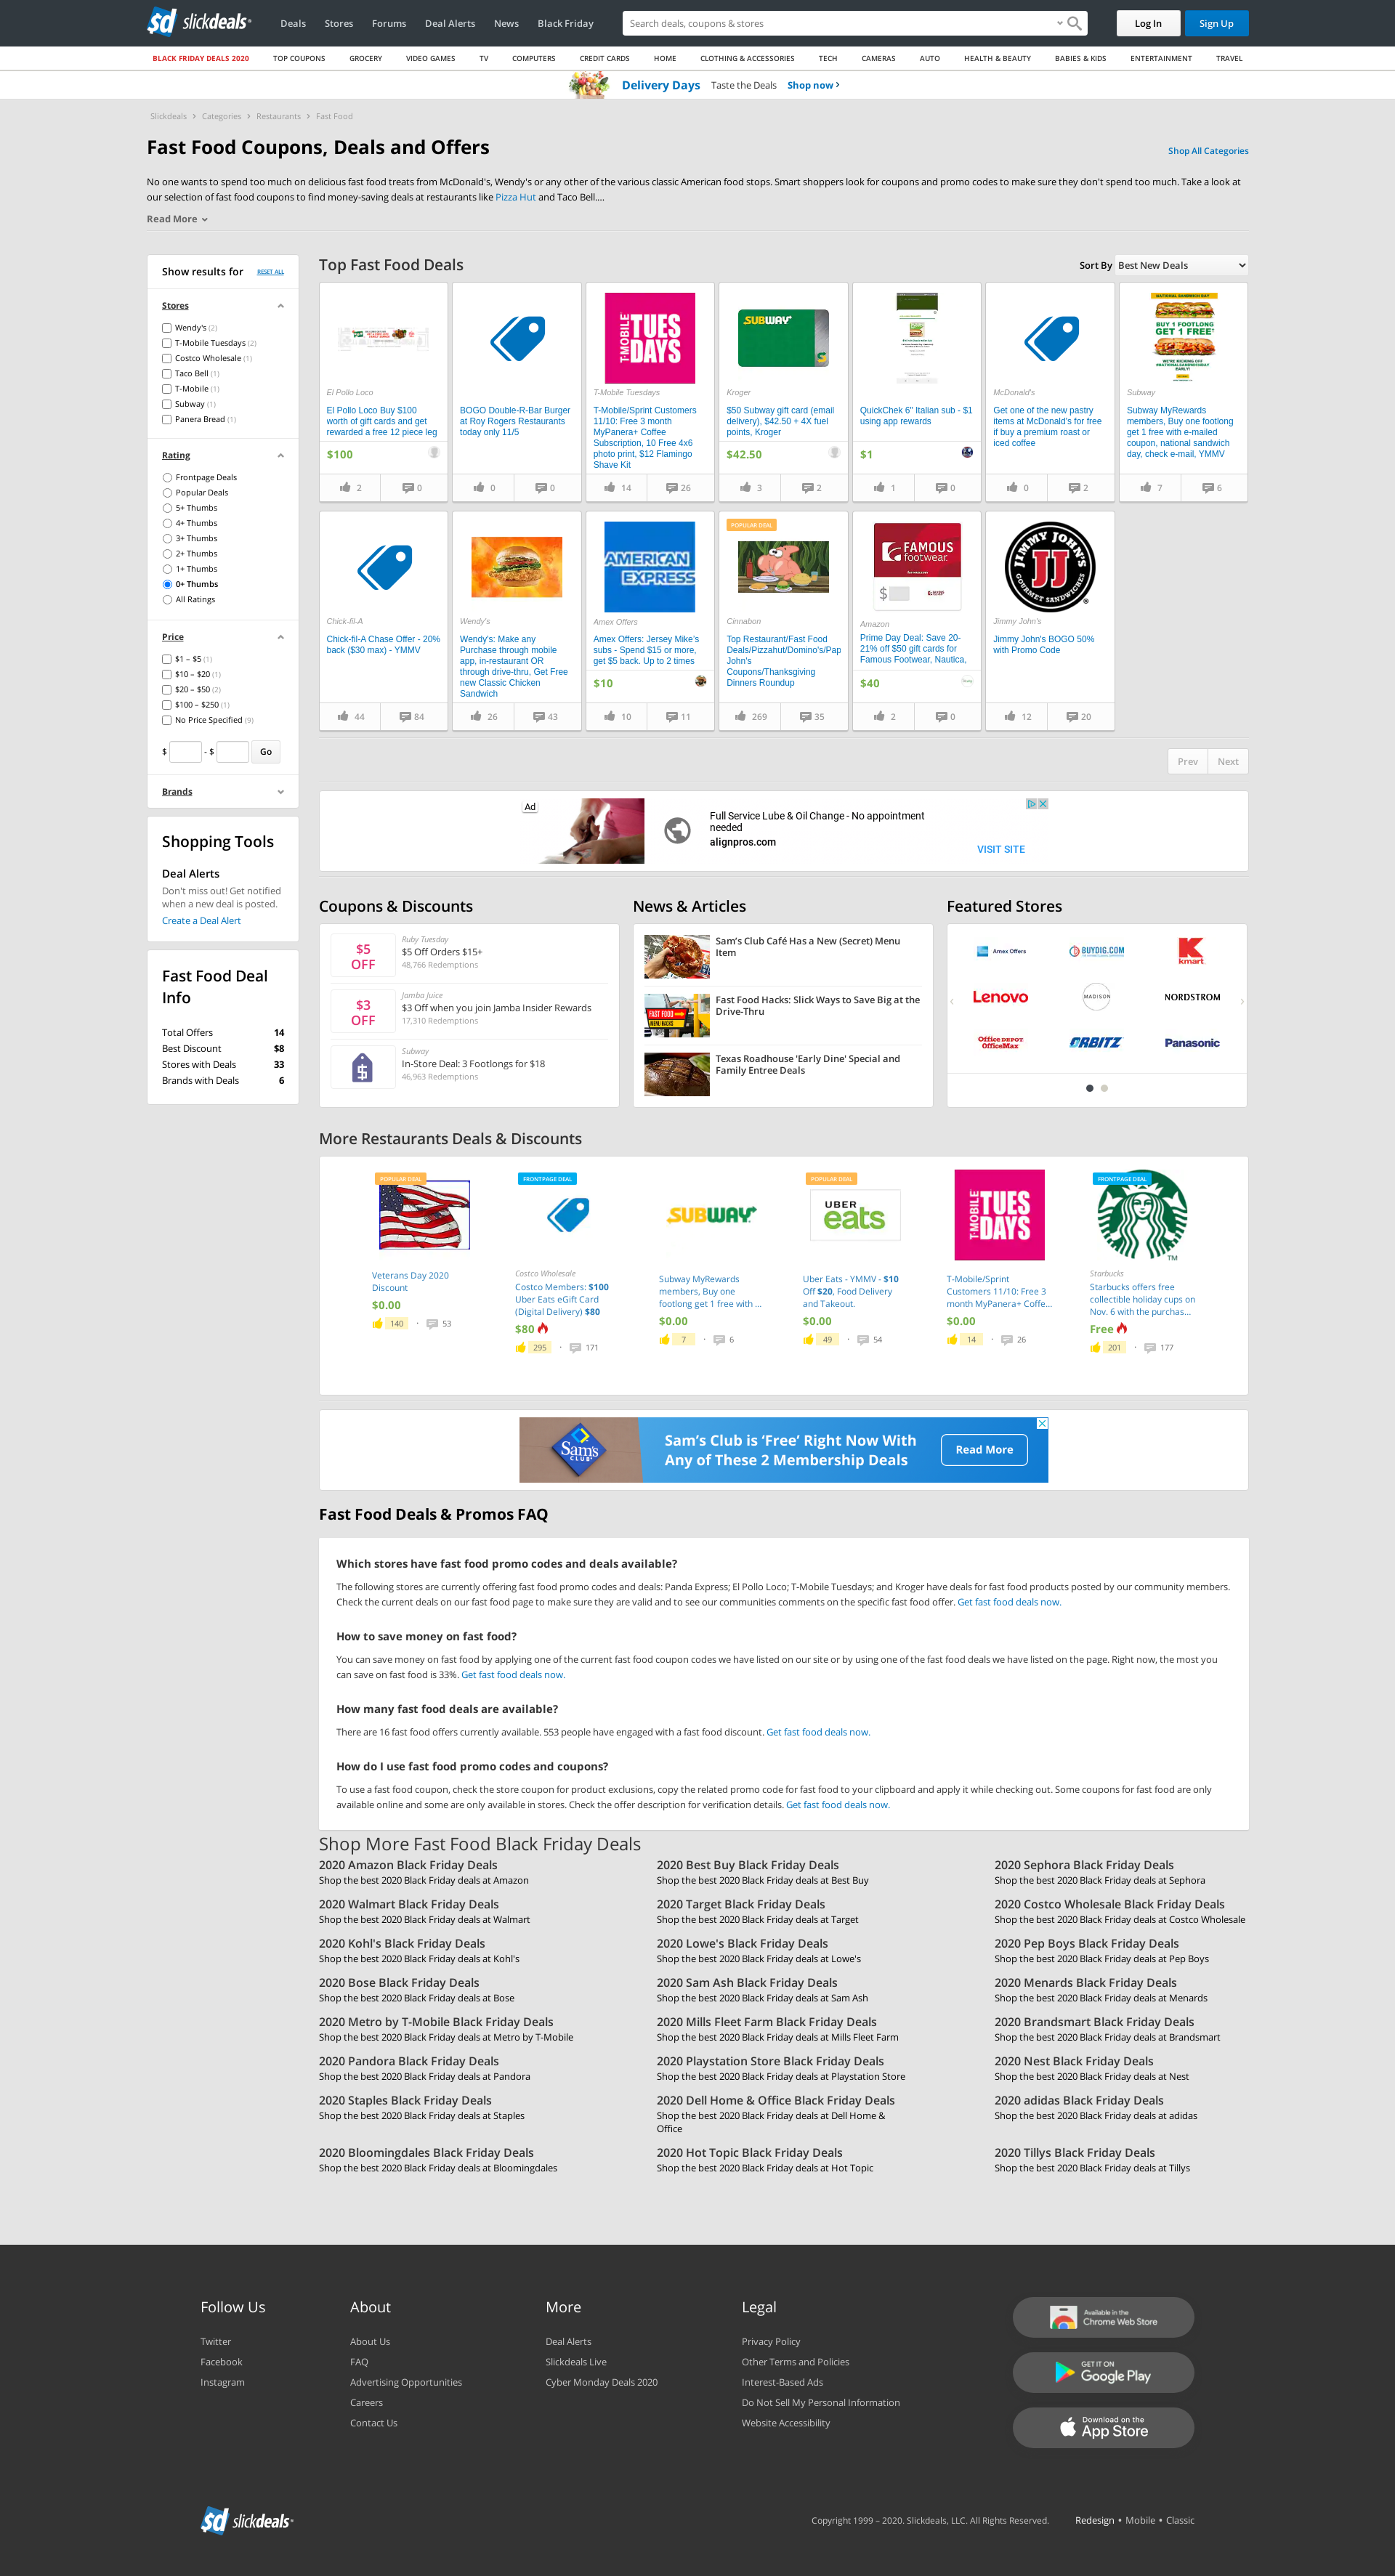 slickdeals
Deals
Stores
Forums
Deal Alerts
News
Black Friday
Search deals, coupons & stores
Log In
Sign Up
BLACK FRIDAY DEALS 2020
TOP COUPONS
GROCERY
VIDEO GAMES
TV
COMPUTERS
CREDIT CARDS
HOME
CLOTHING & ACCESSORIES
TECH
CAMERAS
AUTO
HEALTH & BEAUTY
BABIES & KIDS
ENTERTAINMENT
TRAVEL
Delivery Days Taste the Deals Shop now
Slickdeals › Categories › Restaurants › Fast Food
Fast Food Coupons, Deals and Offers
Shop All Categories
No one wants to spend too much on delicious fast food treats from McDonald's, Wendy's or any other of the various classic American food stops. Smart shoppers look for coupons and promo codes to make sure they don't spend too much. Take a look at
our selection of fast food coupons to find money-saving deals at restaurants like Pizza Hut and Taco Bell....
Read More
Show results for
RESET ALL
Stores
Wendy's (2)
T-Mobile Tuesdays (2)
Costco Wholesale (1)
Taco Bell (1)
T-Mobile (1)
Subway (1)
Panera Bread (1)
Rating
Frontpage Deals
Popular Deals
5+ Thumbs
4+ Thumbs
3+ Thumbs
2+ Thumbs
1+ Thumbs
0+ Thumbs
All Ratings
Price
$1 – $5 (1)
$10 – $20 (1)
$20 – $50 (2)
$100 – $250 (1)
No Price Specified (9)
$ - $ Go
Brands
Shopping Tools
Deal Alerts
Don't miss out! Get notified
when a new deal is posted.
Create a Deal Alert
Fast Food Deal
Info
Total Offers 14
Best Discount $8
Stores with Deals 33
Brands with Deals 6
Top Fast Food Deals
Sort By Best New Deals
El Pollo Loco
El Pollo Loco Buy $100
worth of gift cards and get
rewarded a free 12 piece leg
$100
2
0
BOGO Double-R-Bar Burger
at Roy Rogers Restaurants
today only 11/5
0
0
T-MOBILE
TUES
DAYS
T-Mobile Tuesdays
T-Mobile/Sprint Customers
11/10: Free 3 month
MyPanera+ Coffee
Subscription, 10 Free 4x6
photo print, $12 Flamingo
Shave Kit
14
26
SUBWAY
Kroger
$50 Subway gift card (email
delivery), $42.50 + 4X fuel
points, Kroger
$42.50
3
2
QuickChek 6" Italian sub - $1
using app rewards
$1
1
0
McDonald's
Get one of the new pastry
items at McDonald's for free
if buy a premium roast or
iced coffee
0
2
NATIONAL SANDWICH DAY
BUY 1 FOOTLONG
GET 1 FREE
WE'RE KICKING OFF
#NATIONALSANDWICHDAY
EARLY!
Subway
Subway MyRewards
members, Buy one footlong
get 1 free with e-mailed
coupon, national sandwich
day, check e-mail, YMMV
7
6
Chick-fil-A
Chick-fil-A Chase Offer - 20%
back ($30 max) - YMMV
44
84
Wendy's
Wendy's: Make any
Purchase through mobile
app, in-restaurant OR
through drive-thru, Get Free
new Classic Chicken
Sandwich
26
43
AMERICAN
EXPRESS
Amex Offers
Amex Offers: Jersey Mike's
subs - Spend $15 or more,
get $5 back. Up to 2 times
$10
10
11
POPULAR DEAL
Cinnabon
Top Restaurant/Fast Food
Deals/Pizzahut/Domino's/Pap
John's
Coupons/Thanksgiving
Dinners Roundup
269
35
FAMOUS
footwear.
$
Amazon
Prime Day Deal: Save 20-
21% off $50 gift cards for
Famous Footwear, Nautica,
$40
2
0
JIMMY JOHN'S
JJ
GOURMET SANDWICHES
Jimmy John's
Jimmy John's BOGO 50%
with Promo Code
12
20
Prev
Next
Ad
Full Service Lube & Oil Change - No appointment
needed
alignpros.com
VISIT SITE
Coupons & Discounts
$5
OFF
Ruby Tuesday
$5 Off Orders $15+
48,766 Redemptions
$3
OFF
Jamba Juice
$3 Off when you join Jamba Insider Rewards
17,310 Redemptions
Subway
In-Store Deal: 3 Footlongs for $18
46,963 Redemptions
News & Articles
Sam's Club Café Has a New (Secret) Menu
Item
FAST FOOD
MENU HACKS
Fast Food Hacks: Slick Ways to Save Big at the
Drive-Thru
Texas Roadhouse 'Early Dine' Special and
Family Entree Deals
Featured Stores
Amex Offers
BUYDIG.COM
kmart
Lenovo
MADISON
NORDSTROM
Office DEPOT
OfficeMax
ORBITZ
Panasonic
More Restaurants Deals & Discounts
POPULAR DEAL
Veterans Day 2020
Discount
$0.00
140 · 53
FRONTPAGE DEAL
Costco Wholesale
Costco Members: $100
Uber Eats eGift Card
(Digital Delivery) $80
$80
295 · 171
SUBWAY
Subway MyRewards
members, Buy one
footlong get 1 free with ...
$0.00
7 · 6
POPULAR DEAL
UBER
eats
Uber Eats - YMMV - $10
Off $20, Food Delivery
and Takeout.
$0.00
49 · 54
T-MOBILE
TUES
DAYS
T-Mobile/Sprint
Customers 11/10: Free 3
month MyPanera+ Coffe...
$0.00
14 · 26
FRONTPAGE DEAL
Starbucks
Starbucks offers free
collectible holiday cups on
Nov. 6 with the purchas...
Free
201 · 177
Sam's
CLUB
Sam's Club is 'Free' Right Now With
Any of These 2 Membership Deals
Read More
Fast Food Deals & Promos FAQ
Which stores have fast food promo codes and deals available?
The following stores are currently offering fast food promo codes and deals: Panda Express; El Pollo Loco; T-Mobile Tuesdays; and Kroger have deals for fast food products posted by our community members.
Check the current deals on our fast food page to make sure they are valid and to see our communities comments on the specific fast food offer. Get fast food deals now.
How to save money on fast food?
You can save money on fast food by applying one of the current fast food coupon codes we have listed on our site or by using one of the fast food deals we have listed on the page. Right now, the most you
can save on fast food is 33%. Get fast food deals now.
How many fast food deals are available?
There are 16 fast food offers currently available. 553 people have engaged with a fast food discount. Get fast food deals now.
How do I use fast food promo codes and coupons?
To use a fast food coupon, check the store coupon for product exclusions, copy the related promo code for fast food to your clipboard and apply it while checking out. Some coupons for fast food are only
available online and some are only available in stores. Check the offer description for verification details. Get fast food deals now.
Shop More Fast Food Black Friday Deals
2020 Amazon Black Friday Deals
Shop the best 2020 Black Friday deals at Amazon
2020 Best Buy Black Friday Deals
Shop the best 2020 Black Friday deals at Best Buy
2020 Sephora Black Friday Deals
Shop the best 2020 Black Friday deals at Sephora
2020 Walmart Black Friday Deals
Shop the best 2020 Black Friday deals at Walmart
2020 Target Black Friday Deals
Shop the best 2020 Black Friday deals at Target
2020 Costco Wholesale Black Friday Deals
Shop the best 2020 Black Friday deals at Costco Wholesale
2020 Kohl's Black Friday Deals
Shop the best 2020 Black Friday deals at Kohl's
2020 Lowe's Black Friday Deals
Shop the best 2020 Black Friday deals at Lowe's
2020 Pep Boys Black Friday Deals
Shop the best 2020 Black Friday deals at Pep Boys
2020 Bose Black Friday Deals
Shop the best 2020 Black Friday deals at Bose
2020 Sam Ash Black Friday Deals
Shop the best 2020 Black Friday deals at Sam Ash
2020 Menards Black Friday Deals
Shop the best 2020 Black Friday deals at Menards
2020 Metro by T-Mobile Black Friday Deals
Shop the best 2020 Black Friday deals at Metro by T-Mobile
2020 Mills Fleet Farm Black Friday Deals
Shop the best 2020 Black Friday deals at Mills Fleet Farm
2020 Brandsmart Black Friday Deals
Shop the best 2020 Black Friday deals at Brandsmart
2020 Pandora Black Friday Deals
Shop the best 2020 Black Friday deals at Pandora
2020 Playstation Store Black Friday Deals
Shop the best 2020 Black Friday deals at Playstation Store
2020 Nest Black Friday Deals
Shop the best 2020 Black Friday deals at Nest
2020 Staples Black Friday Deals
Shop the best 2020 Black Friday deals at Staples
2020 Dell Home & Office Black Friday Deals
Shop the best 2020 Black Friday deals at Dell Home &
Office
2020 adidas Black Friday Deals
Shop the best 2020 Black Friday deals at adidas
2020 Bloomingdales Black Friday Deals
Shop the best 2020 Black Friday deals at Bloomingdales
2020 Hot Topic Black Friday Deals
Shop the best 2020 Black Friday deals at Hot Topic
2020 Tillys Black Friday Deals
Shop the best 2020 Black Friday deals at Tillys
Follow Us
Twitter
Facebook
Instagram
About
About Us
FAQ
Advertising Opportunities
Careers
Contact Us
More
Deal Alerts
Slickdeals Live
Cyber Monday Deals 2020
Legal
Privacy Policy
Other Terms and Policies
Interest-Based Ads
Do Not Sell My Personal Information
Website Accessibility
Available in the
Chrome Web Store
GET IT ON
Google Play
Download on the
App Store
slickdeals
Copyright 1999 – 2020. Slickdeals, LLC. All Rights Reserved.
Redesign • Mobile • Classic